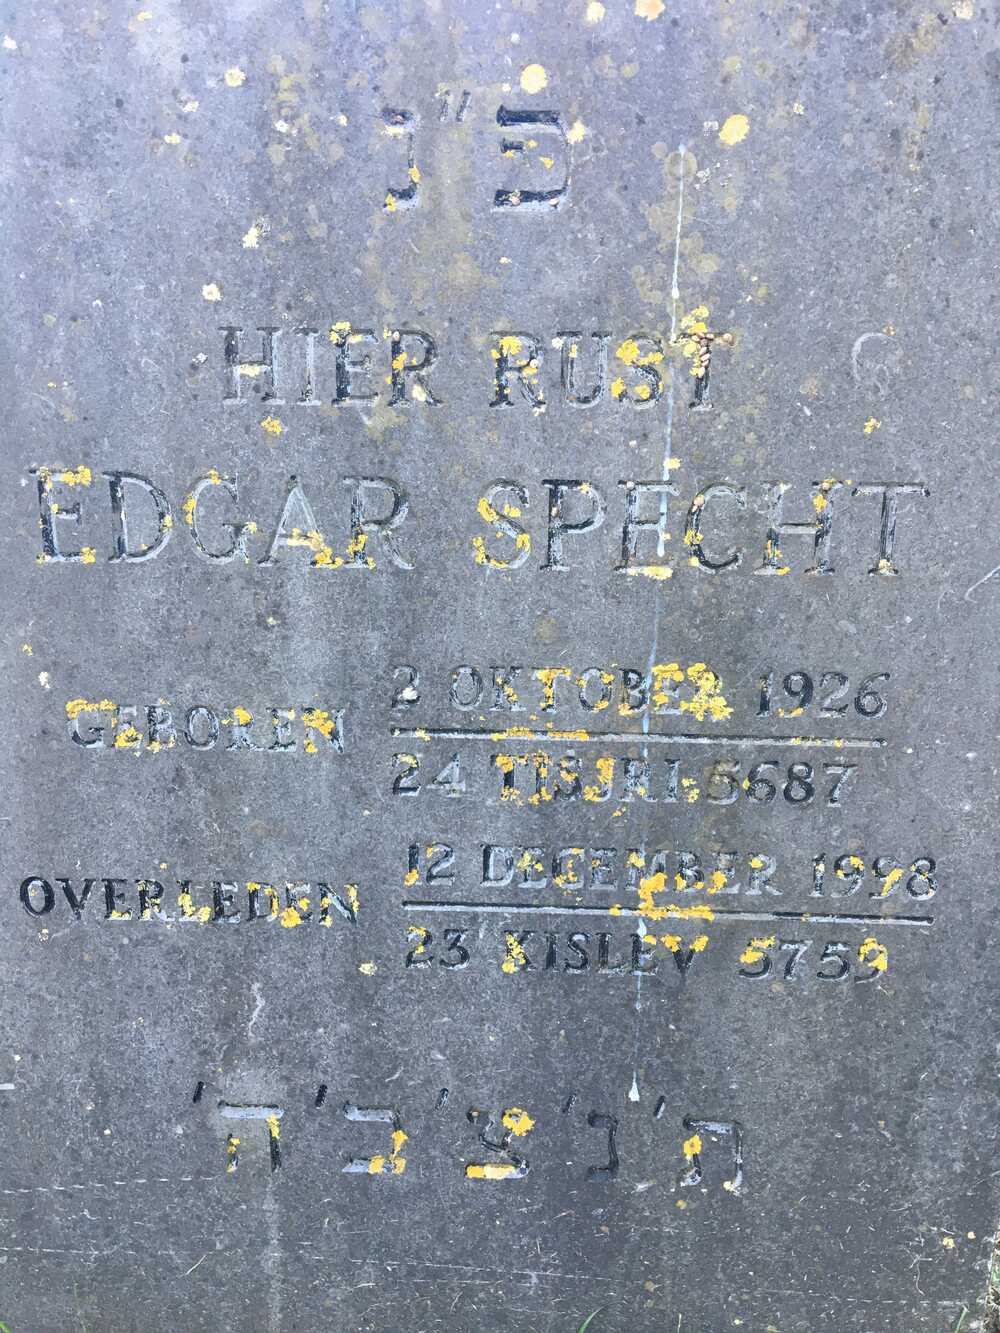 פ"נ
HIER RUST
EDGAR SPECHT
GEBOREN 2 OKTOBER 1926
24 TISJRI 5687
OVERLEDEN 12 DECEMBER 1998
23 KISLEV 5759
ת'נ'צ'ב'ה'